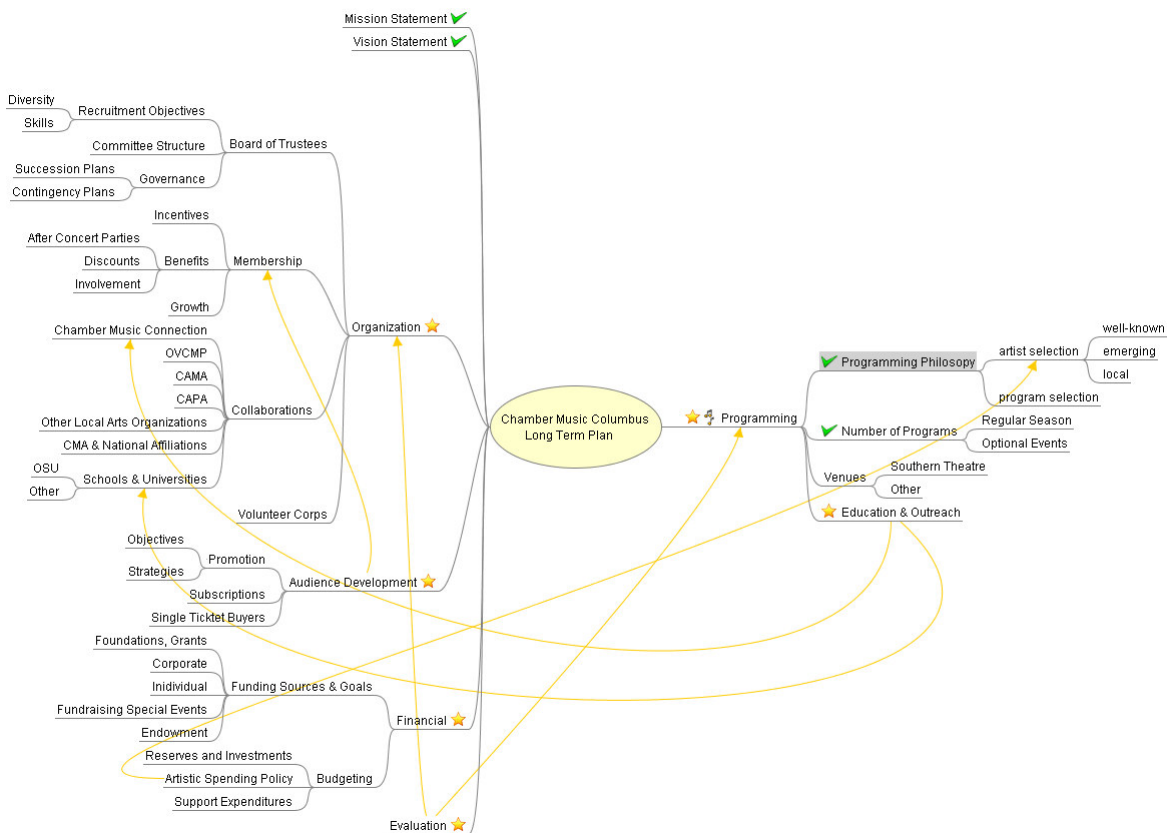 Mission Statement
Vision Statement
Diversity
Skills
Recruitment Objectives
Committee Structure
Succession Plans
Contingency Plans
Governance
Board of Trustees
Incentives
After Concert Parties
Discounts
Involvement
Benefits
Growth
Membership
Chamber Music Connection
OVCMP
CAMA
CAPA
Other Local Arts Organizations
CMA & National Affiliations
OSU
Other
Schools & Universities
Collaborations
Volunteer Corps
Organization
Objectives
Strategies
Promotion
Subscriptions
Single Ticktet Buyers
Audience Development
Foundations, Grants
Corporate
Inidividual
Fundraising Special Events
Endowment
Funding Sources & Goals
Reserves and Investments
Artistic Spending Policy
Support Expenditures
Budgeting
Financial
Evaluation
Chamber Music Columbus
Long Term Plan
Programming
Programming Philosopy
artist selection
well-known
emerging
local
program selection
Number of Programs
Regular Season
Optional Events
Venues
Southern Theatre
Other
Education & Outreach